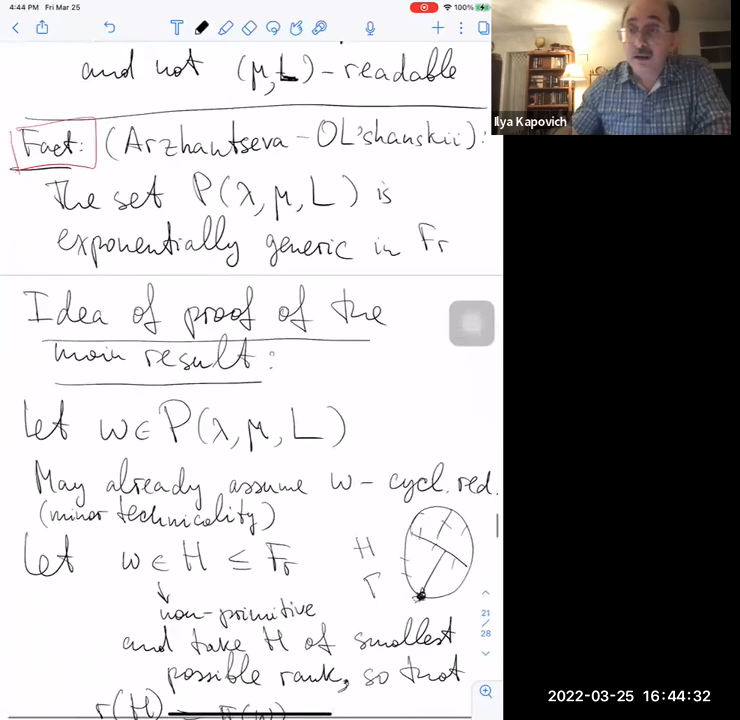 4:44 PM Fri Mar 25
100%
and not (μ, L)-readable
Fact: (Arzhantseva - OL'shanskii):
The set P(λ, μ, L) is
exponentially generic in Fr
Idea of proof of the
main result:
Let w ∈ P(λ, μ, L)
May already assume w - cycl. red.
(minor technicality)
Let w ∈ H ≤ Fr
H
Γ
non-primitive
and take H of smallest
possible rank, so that
r(H) = π(w)
21
/
28
Ilya Kapovich
2022-03-25 16:44:32